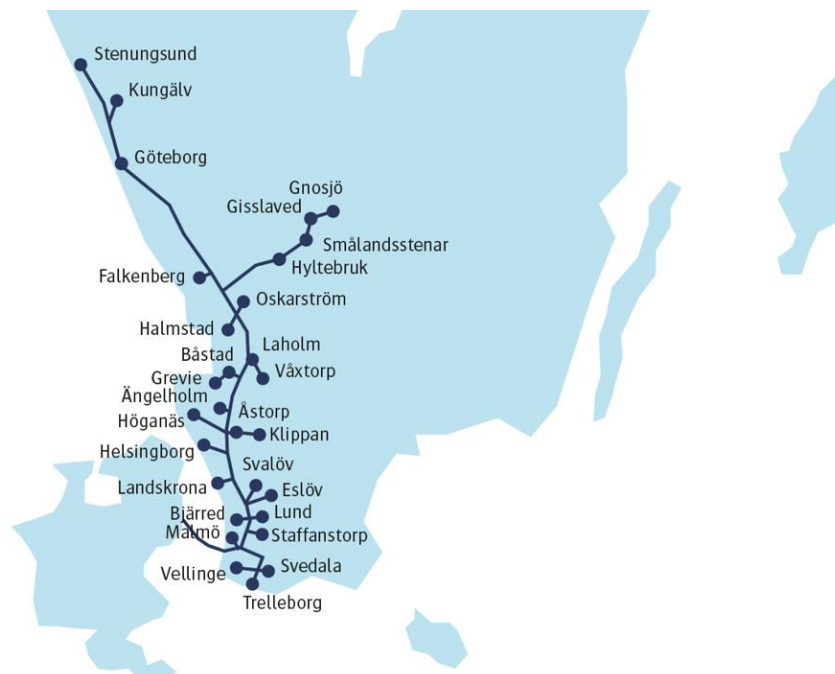 Stenungsund
Kungälv
Göteborg
Gnosjö
Gisslaved
Smålandsstenar
Hyltebruk
Falkenberg
Oskarström
Halmstad
Laholm
Båstad
Våxtorp
Grevie
Ängelholm
Åstorp
Höganäs
Klippan
Helsingborg
Svalöv
Landskrona
Eslöv
Bjärred
Lund
Malmö
Staffanstorp
Vellinge
Svedala
Trelleborg